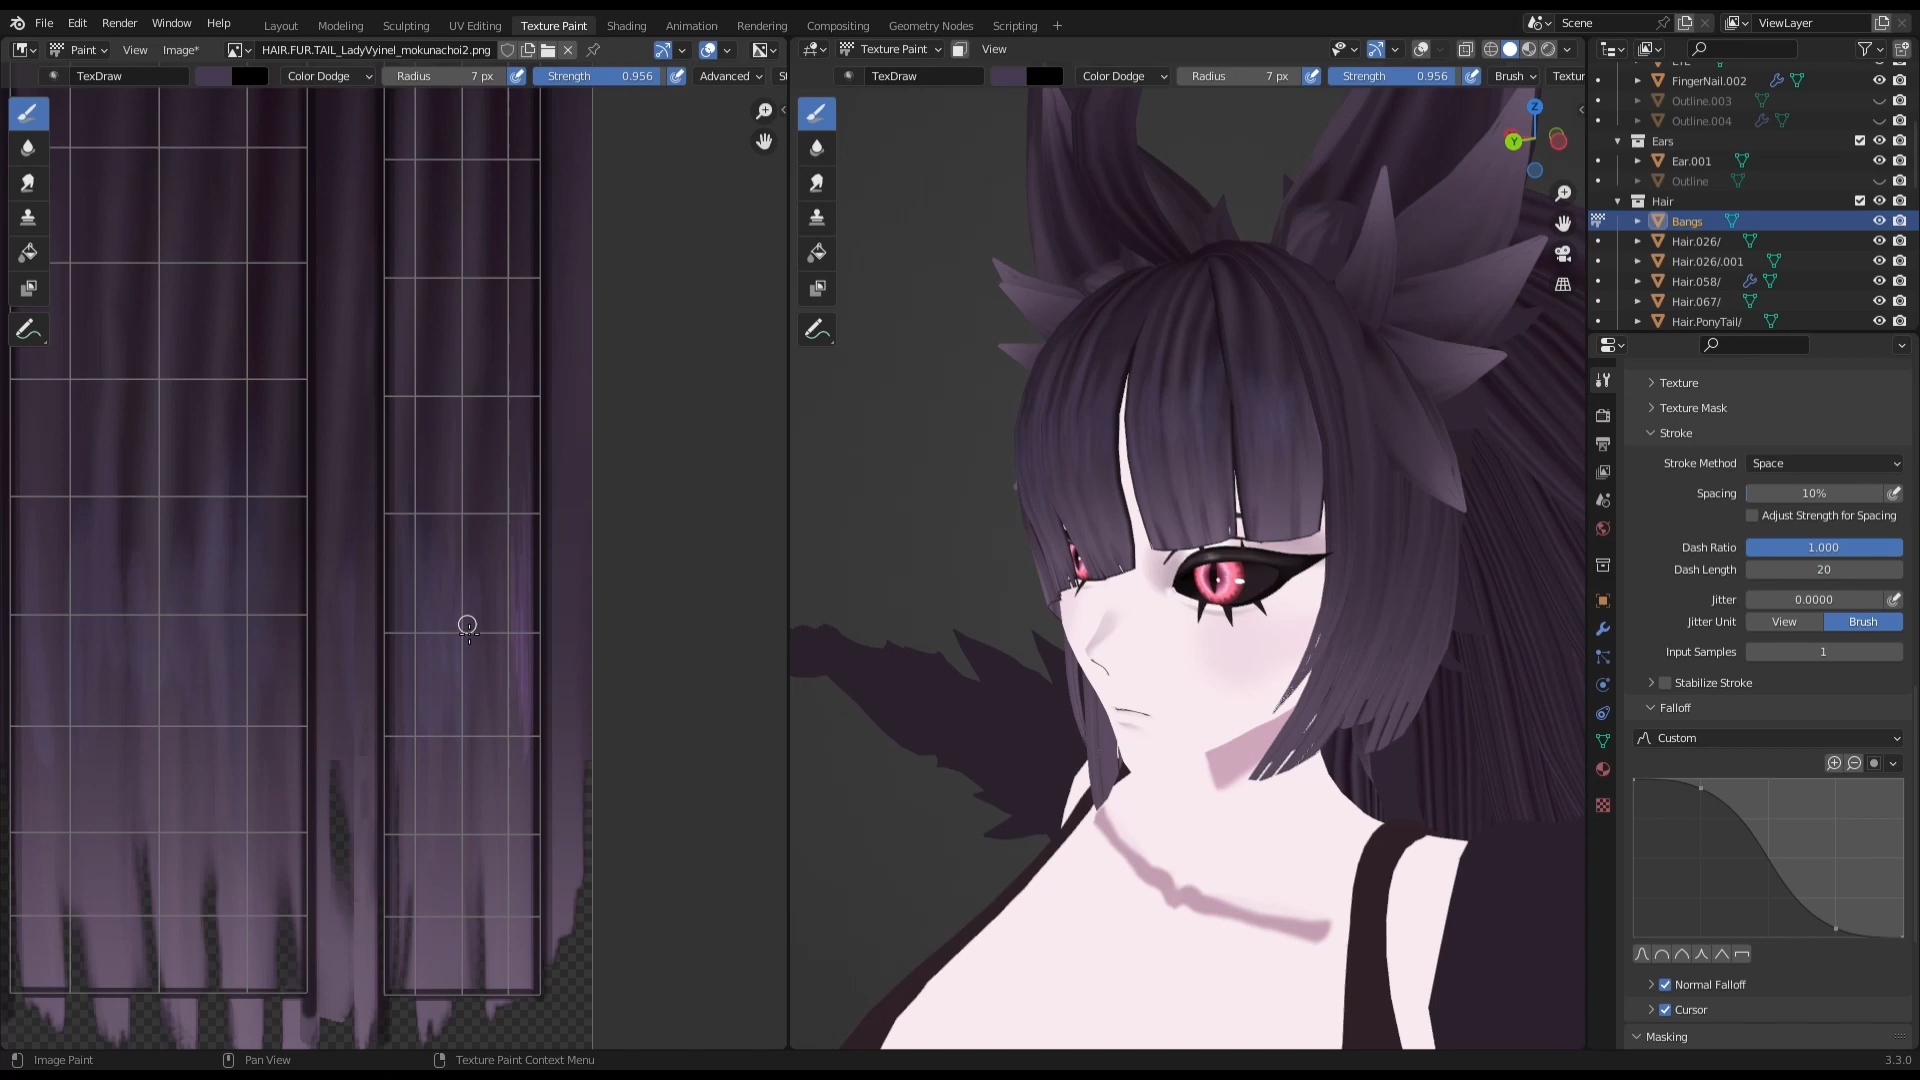 File Edit Render Window Help Layout Modeling Sculpting UV Editing Texture Paint Shading Animation Rendering Compositing Geometry Nodes Scripting + Scene ViewLayer
Paint View Image* HAIR.FUR.TAIL_LadyVyinel_mokunachoi2.png Texture Paint View
TexDraw Color Dodge Radius 7 px Strength 0.956 Advanced TexDraw Color Dodge Radius 7 px Strength 0.956 Brush
FingerNail.002
Outline.003
Outline.004
Ears
Ear.001
Outline
Hair
Bangs
Hair.026/
Hair.026/.001
Hair.058/
Hair.067/
Hair.PonyTail/
Z
Y
Texture
Texture Mask
Stroke
Stroke Method Space
Spacing 10%
Adjust Strength for Spacing
Dash Ratio 1.000
Dash Length 20
Jitter 0.0000
Jitter Unit View Brush
Input Samples 1
Stabilize Stroke
Falloff
Custom
Normal Falloff
Cursor
Masking
Image Paint Pan View Texture Paint Context Menu 3.3.0